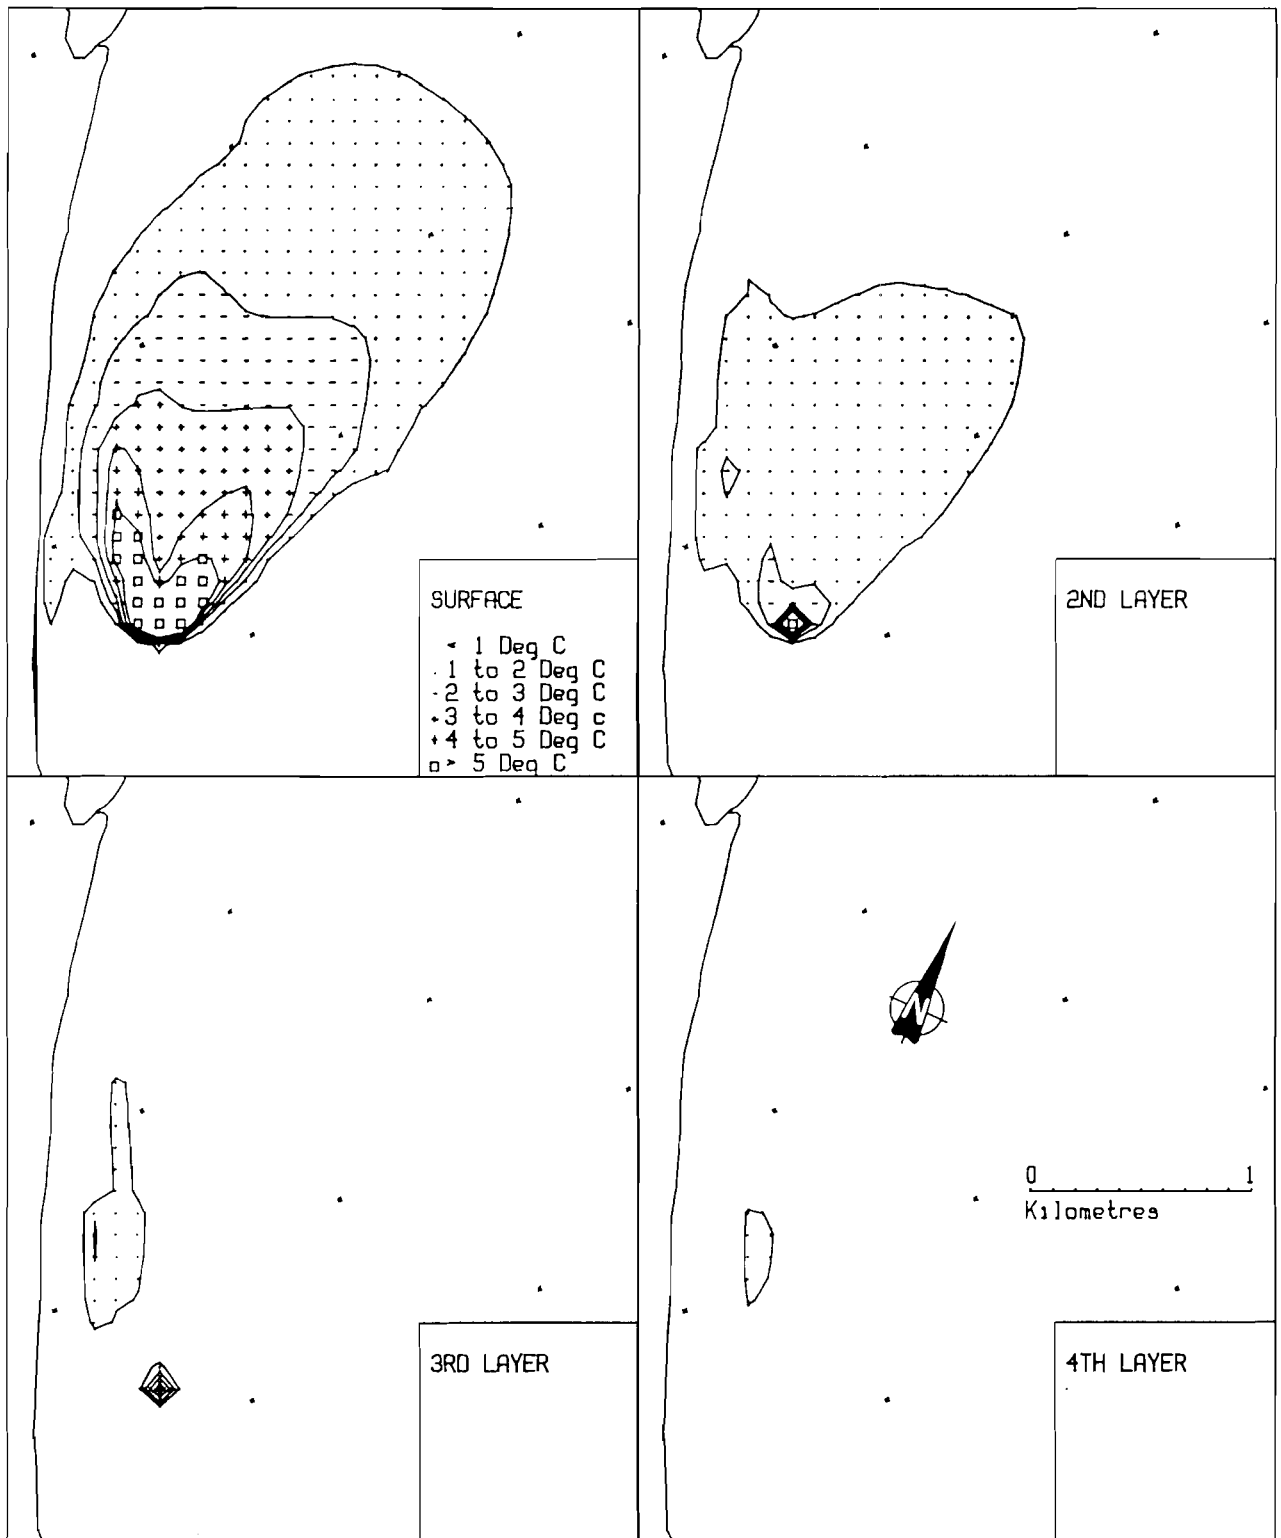 SURFACE
< 1 Deg C
. 1 to 2 Deg C
- 2 to 3 Deg C
+ 3 to 4 Deg c
+ 4 to 5 Deg C
□ > 5 Deg C
2ND LAYER
3RD LAYER
N
0 1
Kilometres
4TH LAYER